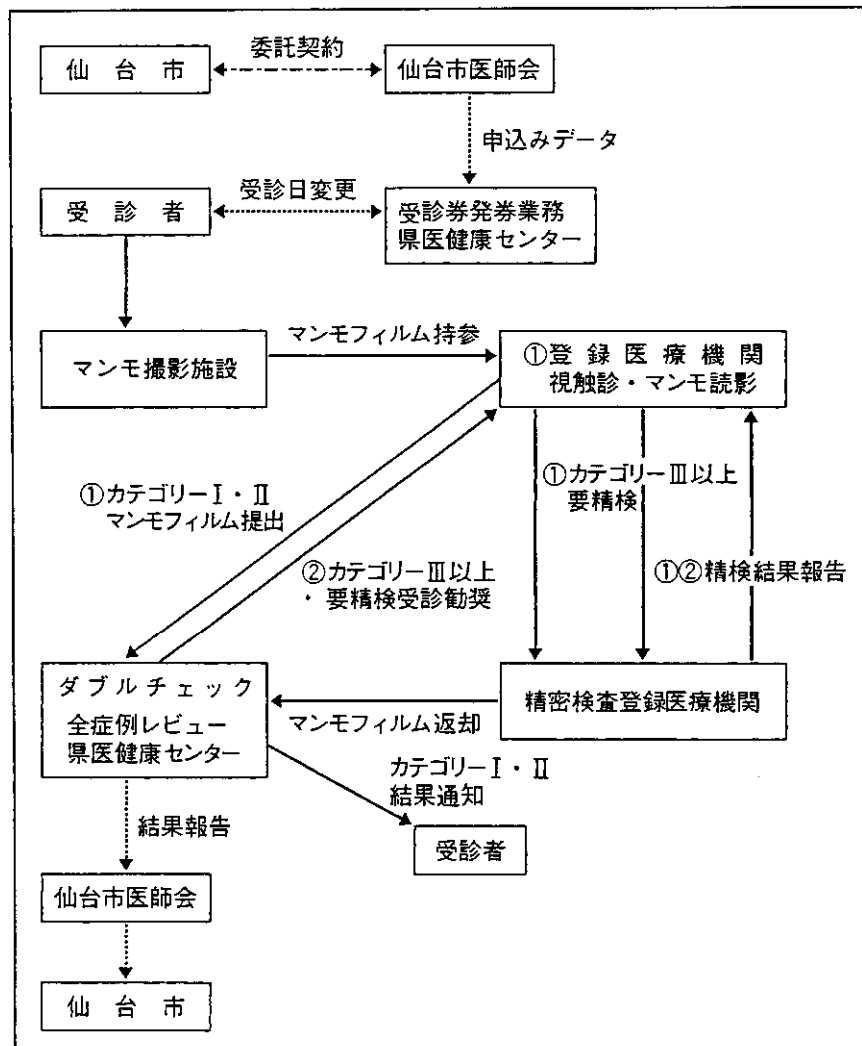 委託契約
仙台市
仙台市医師会
申込みデータ
受診日変更
受診者
受診券発券業務
県医健康センター
マンモフィルム持参
マンモ撮影施設
①登録医療機関
視触診・マンモ読影
①カテゴリーⅠ・Ⅱ
マンモフィルム提出
①カテゴリーⅢ以上
要精検
②カテゴリーⅢ以上
・要精検受診勧奨
①②精検結果報告
ダブルチェック
全症例レビュー
県医健康センター
マンモフィルム返却
精密検査登録医療機関
カテゴリーⅠ・Ⅱ
結果通知
結果報告
受診者
仙台市医師会
仙台市